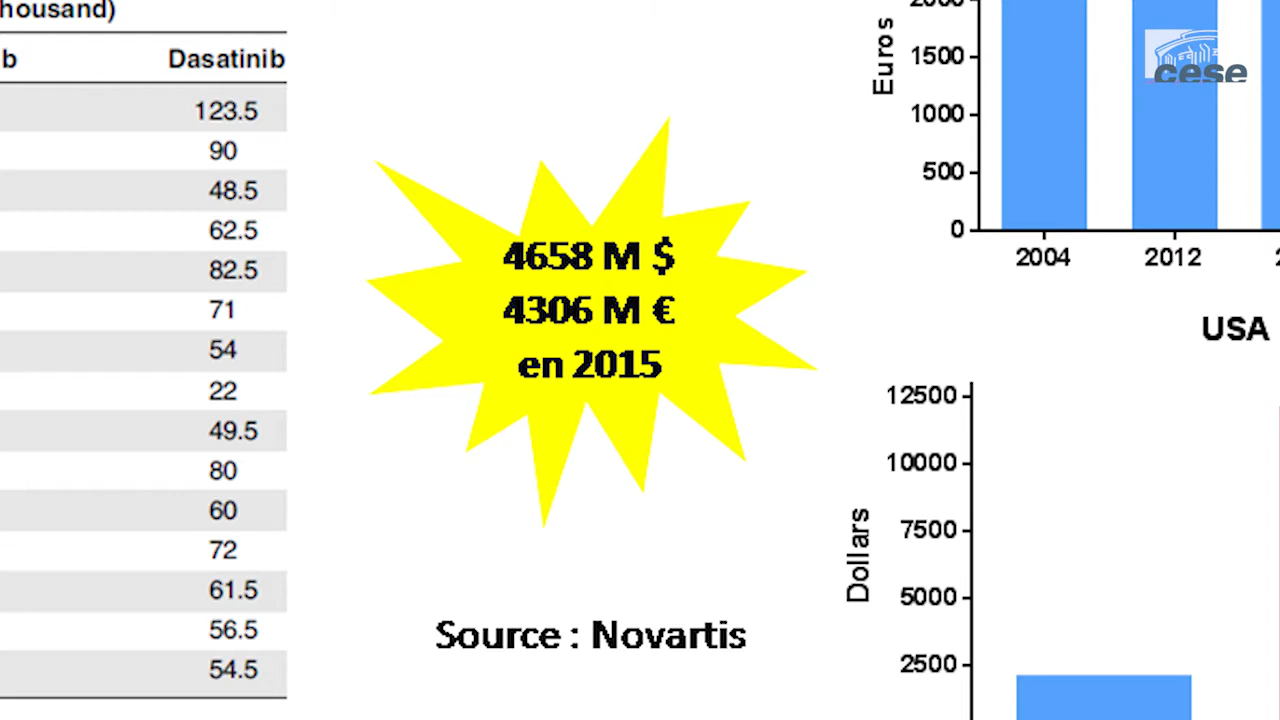 housand)
b Dasatinib
123.5
90
48.5
62.5
82.5
71
54
22
49.5
80
60
72
61.5
56.5
54.5
4658 M $
4306 M €
en 2015
Source : Novartis
Euros
2000
1500
1000
500
0
2004 2012 2
cese
USA
Dollars
12500
10000
7500
5000
2500